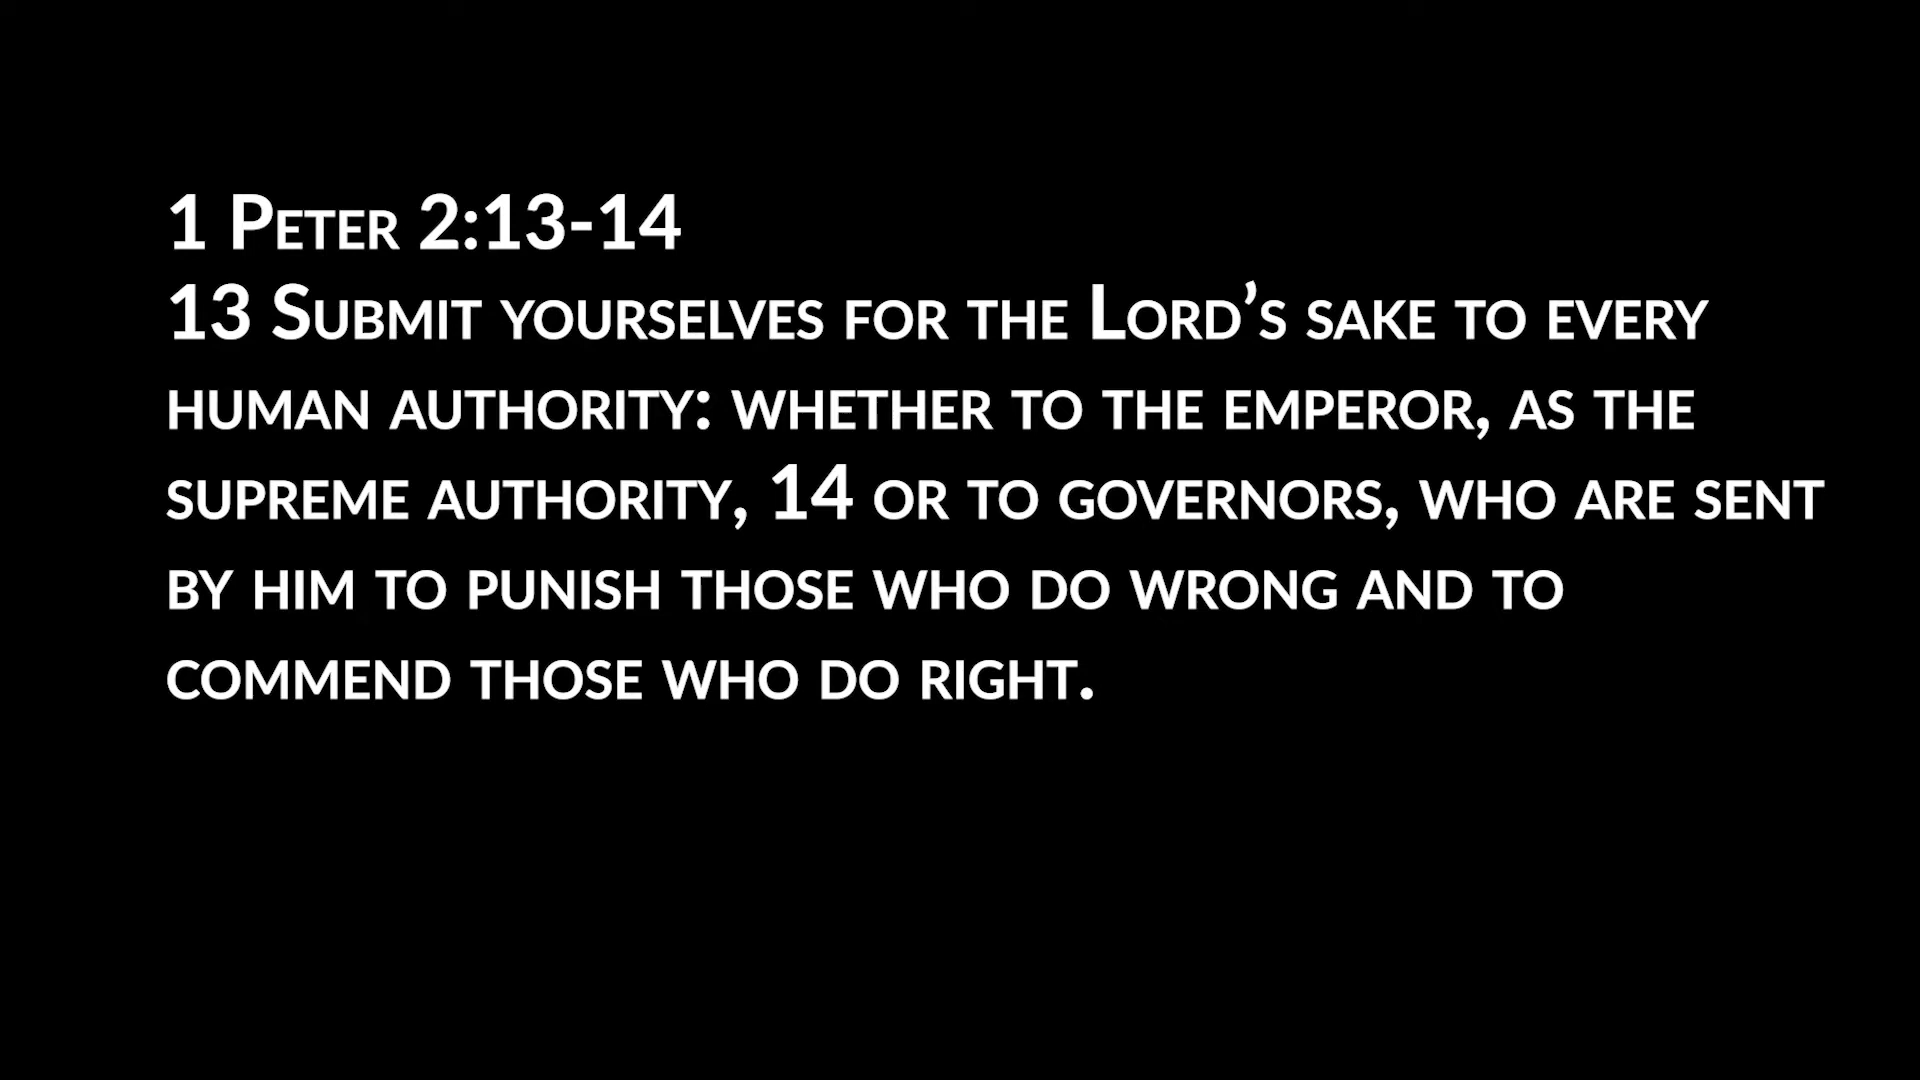 1 Peter 2:13-14
13 Submit yourselves for the Lord’s sake to every
human authority: whether to the emperor, as the
supreme authority, 14 or to governors, who are sent
by him to punish those who do wrong and to
commend those who do right.